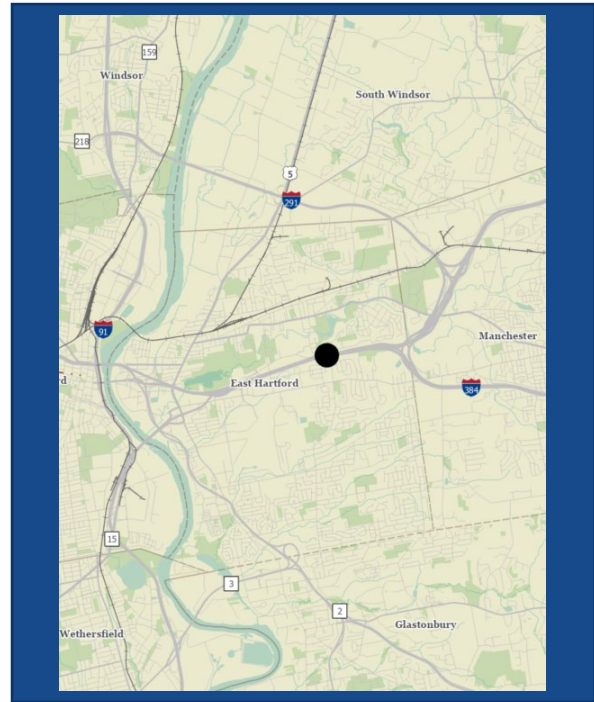 159
Windsor
South Windsor
218
5
291
91
Manchester
d
East Hartford
384
15
3
2
Glastonbury
Wethersfield